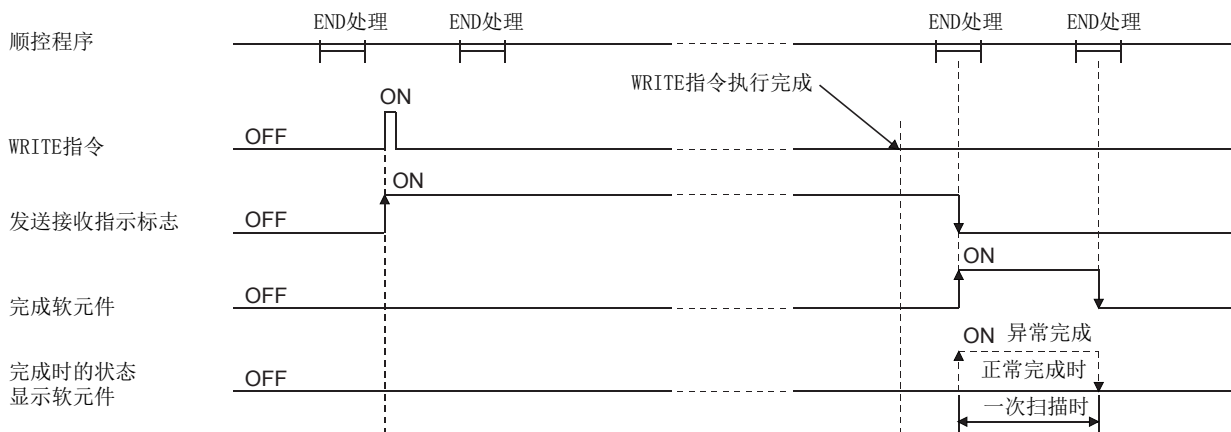 END处理 END处理 END处理 END处理
顺控程序
WRITE指令执行完成
ON
WRITE指令 OFF
ON
发送接收指示标志 OFF
ON
完成软元件 OFF
ON 异常完成
完成时的状态
显示软元件
OFF
正常完成时
一次扫描时